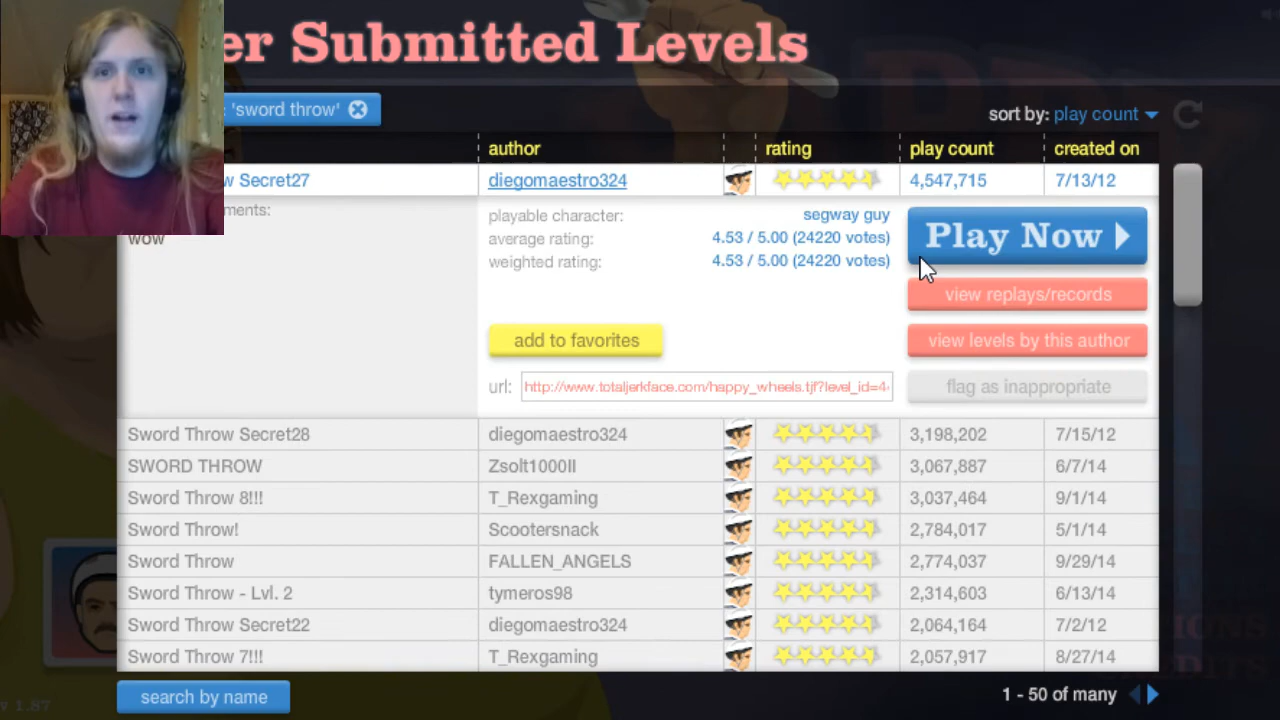 er Submitted Levels
: 'sword throw'
sort by: play count
author rating play count created on
w Secret27 diegomaestro324 4,547,715 7/13/12
ments:
wow
playable character: segway guy
average rating: 4.53 / 5.00 (24220 votes)
weighted rating: 4.53 / 5.00 (24220 votes)
Play Now
view replays/records
add to favorites
view levels by this author
url: http://www.totaljerkface.com/happy_wheels.tjf?level_id=4
flag as inappropriate
Sword Throw Secret28 diegomaestro324 3,198,202 7/15/12
SWORD THROW Zsolt1000II 3,067,887 6/7/14
Sword Throw 8!!! T_Rexgaming 3,037,464 9/1/14
Sword Throw! Scootersnack 2,784,017 5/1/14
Sword Throw FALLEN_ANGELS 2,774,037 9/29/14
Sword Throw - Lvl. 2 tymeros98 2,314,603 6/13/14
Sword Throw Secret22 diegomaestro324 2,064,164 7/2/12
Sword Throw 7!!! T_Rexgaming 2,057,917 8/27/14
search by name
1 - 50 of many
v 1.87